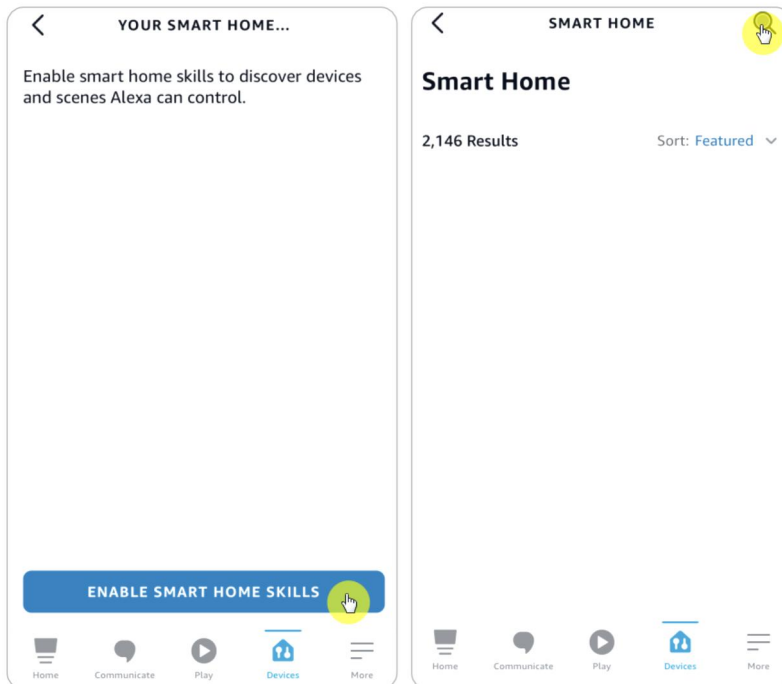 YOUR SMART HOME...
Enable smart home skills to discover devices
and scenes Alexa can control.
ENABLE SMART HOME SKILLS
Home Communicate Play Devices More
SMART HOME
Smart Home
2,146 Results Sort: Featured
Home Communicate Play Devices More